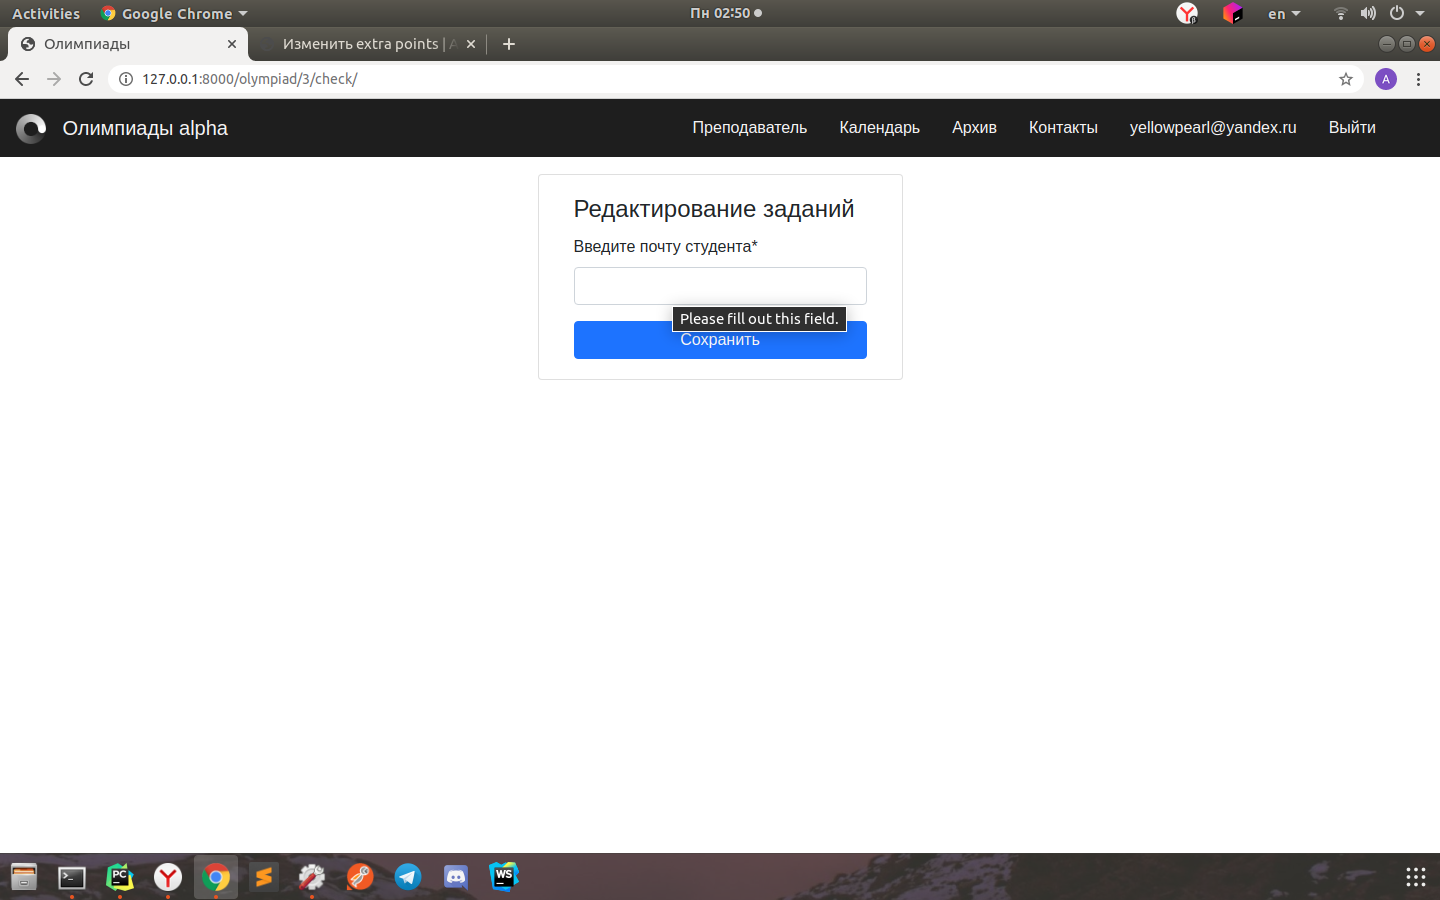 Activities Google Chrome Пн 02:50 en
Олимпиады Изменить extra points | A
127.0.0.1:8000/olympiad/3/check/ A
Олимпиады alpha Преподаватель Календарь Архив Контакты yellowpearl@yandex.ru Выйти
Редактирование заданий
Введите почту студента*
Please fill out this field.
Сохранить
PC WS